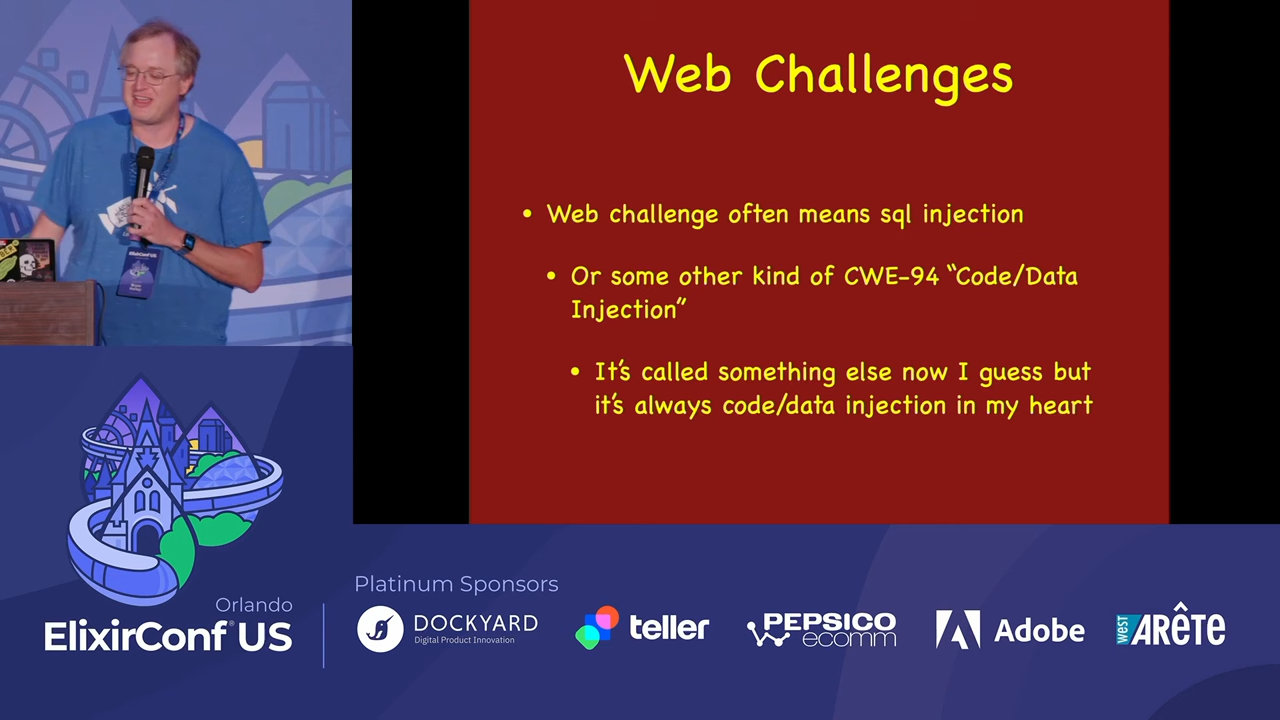 Web Challenges
• Web challenge often means sql injection
• Or some other kind of CWE-94 “Code/Data
Injection”
• It's called something else now I guess but
it's always code/data injection in my heart
ElixirConf US
Orlando
ElixirConf® US
Platinum Sponsors
DOCKYARD
Digital Product Innovation
teller
PEPSICO
ecomm
Adobe
west ARÊTE